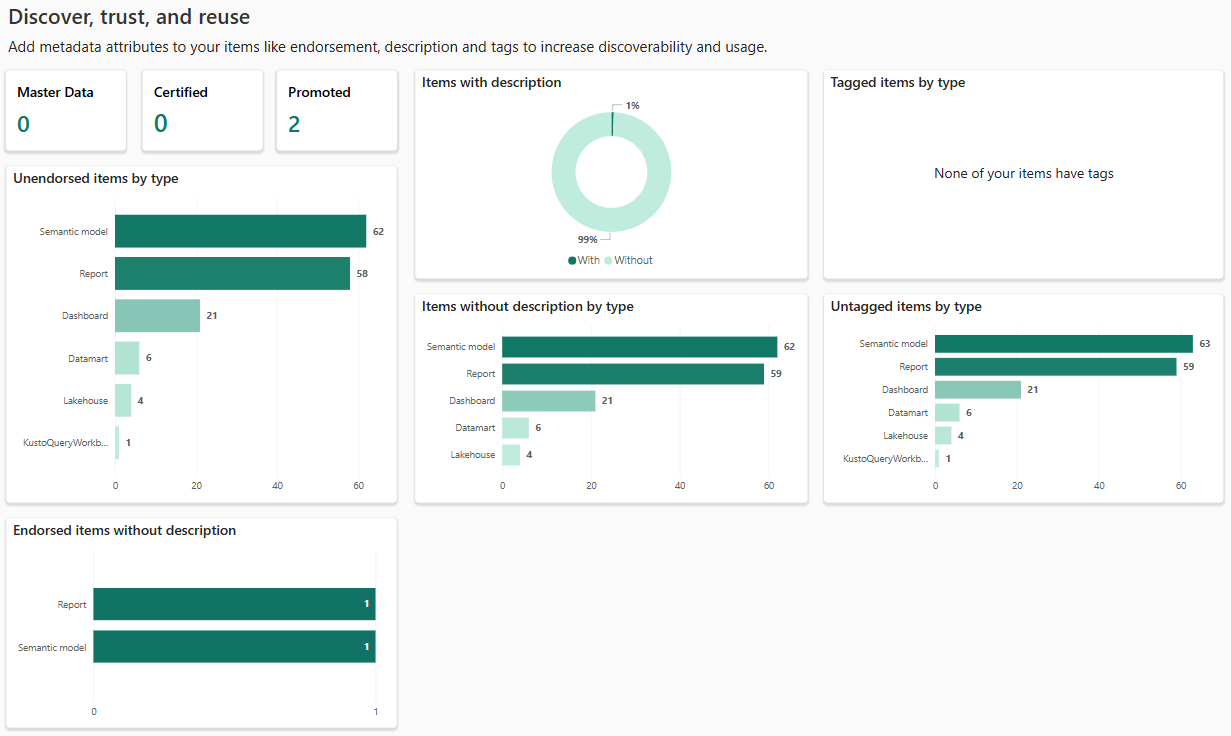 Discover, trust, and reuse
Add metadata attributes to your items like endorsement, description and tags to increase discoverability and usage.
Master Data
0
Certified
0
Promoted
2
Unendorsed items by type
Semantic model 62
Report 58
Dashboard 21
Datamart 6
Lakehouse 4
KustoQueryWorkb... 1
0 20 40 60
Endorsed items without description
Report 1
Semantic model 1
0 1
Items with description
1%
99%
With Without
Items without description by type
Semantic model 62
Report 59
Dashboard 21
Datamart 6
Lakehouse 4
0 20 40 60
Tagged items by type
None of your items have tags
Untagged items by type
Semantic model 63
Report 59
Dashboard 21
Datamart 6
Lakehouse 4
KustoQueryWorkb... 1
0 20 40 60